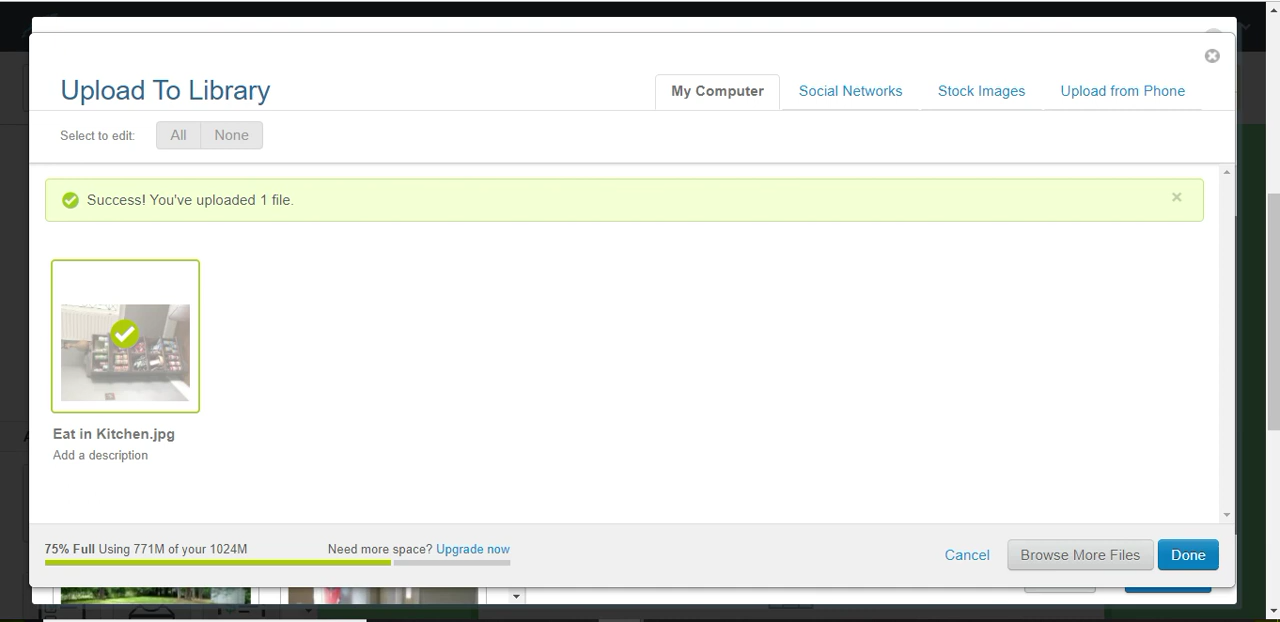 Upload To Library
My Computer
Social Networks
Stock Images
Upload from Phone
Select to edit:
All
None
Success! You've uploaded 1 file.
Eat in Kitchen.jpg
Add a description
75% Full Using 771M of your 1024M
Need more space? Upgrade now
Cancel
Browse More Files
Done